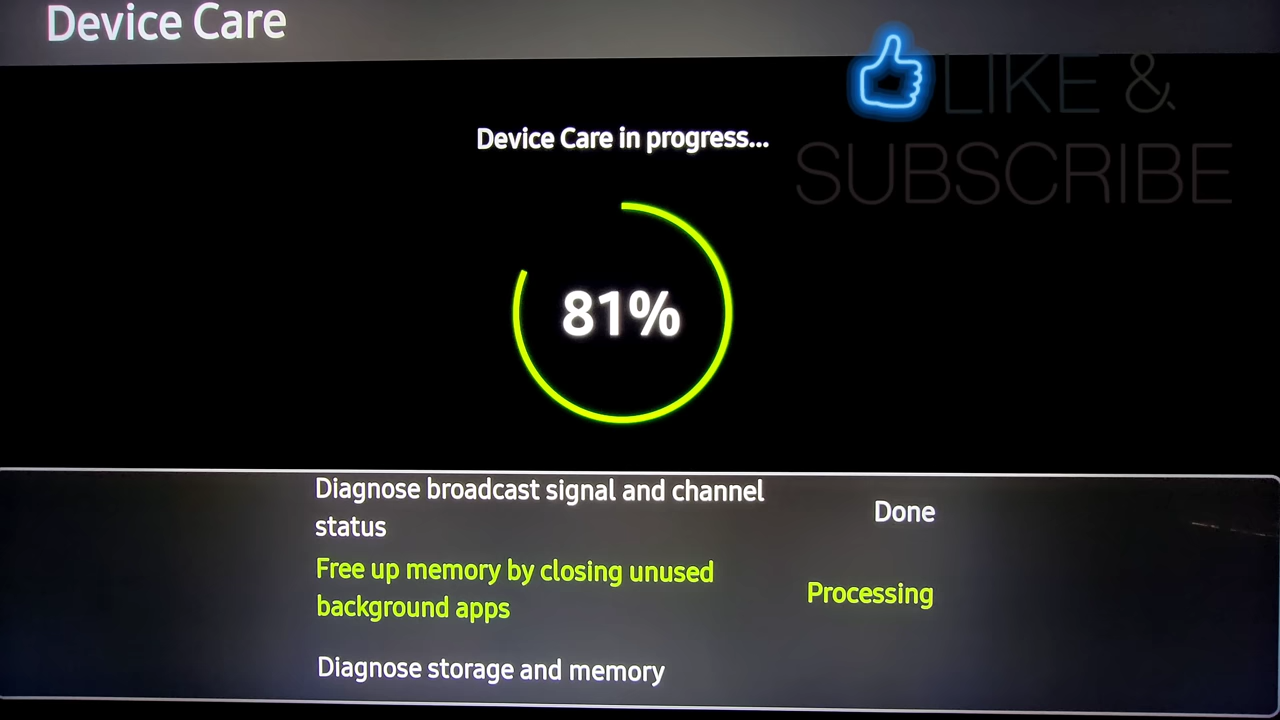 Device Care
LIKE &
SUBSCRIBE
Device Care in progress...
81%
Diagnose broadcast signal and channel
status
Done
Free up memory by closing unused
background apps
Processing
Diagnose storage and memory